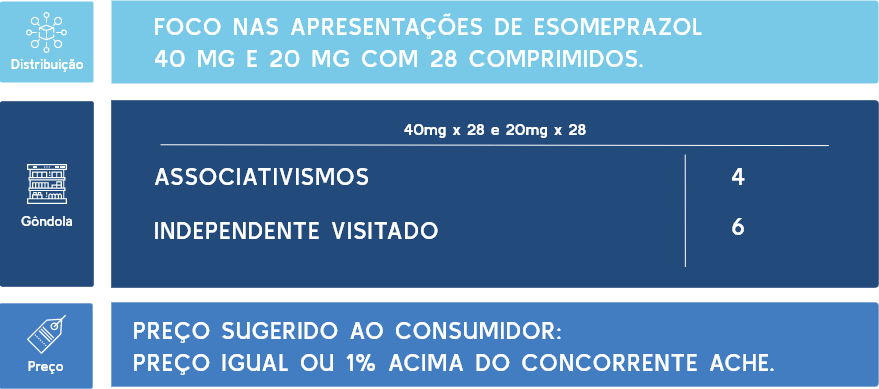 Distribuição
FOCO NAS APRESENTAÇÕES DE ESOMEPRAZOL
40 MG E 20 MG COM 28 COMPRIMIDOS.
Gôndola
40mg x 28 e 20mg x 28
ASSOCIATIVISMOS 4
INDEPENDENTE VISITADO 6
Preço
PREÇO SUGERIDO AO CONSUMIDOR:
PREÇO IGUAL OU 1% ACIMA DO CONCORRENTE ACHE.